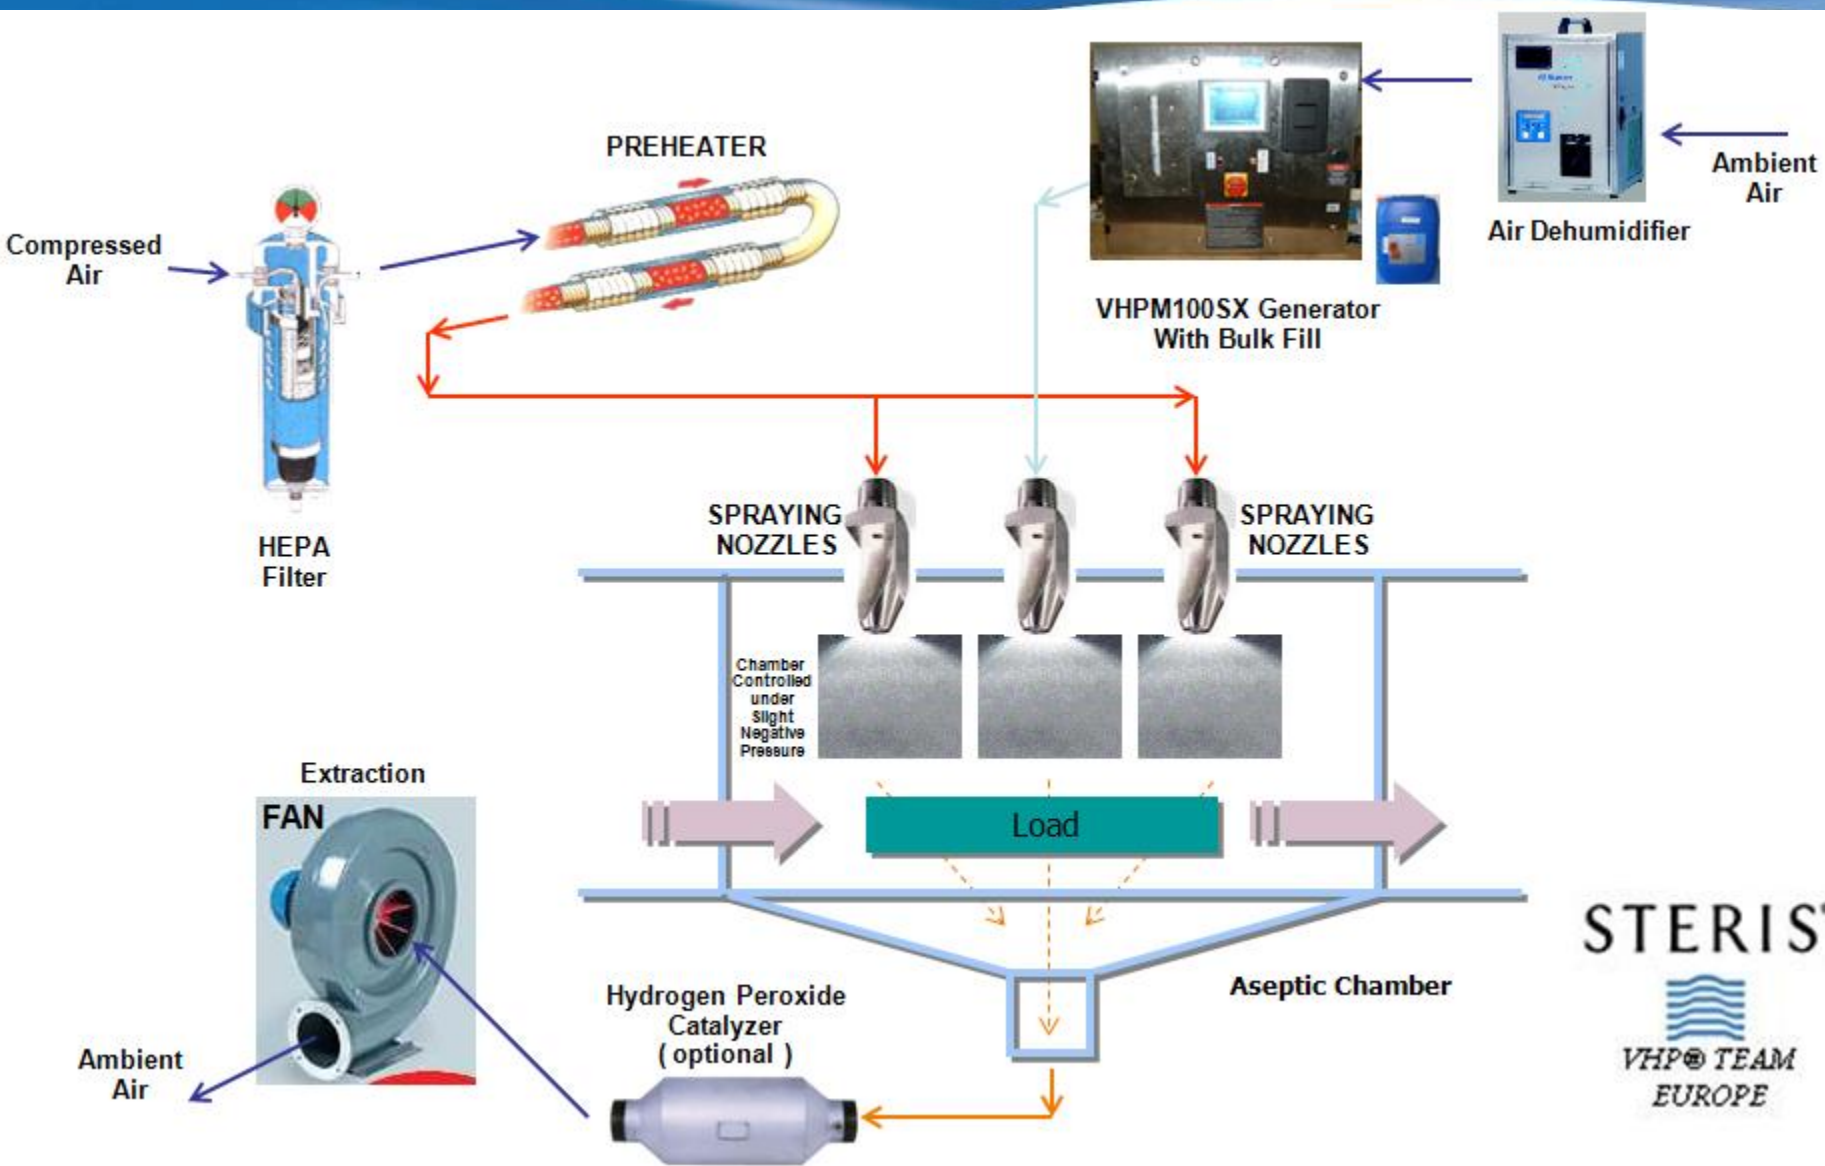 PREHEATER
Compressed
Air
HEPA
Filter
VHPM100SX Generator
With Bulk Fill
Air Dehumidifier
Ambient
Air
SPRAYING
NOZZLES
SPRAYING
NOZZLES
Chamber
Controlled
under
Slight
Negative
Pressure
Load
Extraction
FAN
Ambient
Air
Hydrogen Peroxide
Catalyzer
( optional )
Aseptic Chamber
STERIS
VHP® TEAM
EUROPE